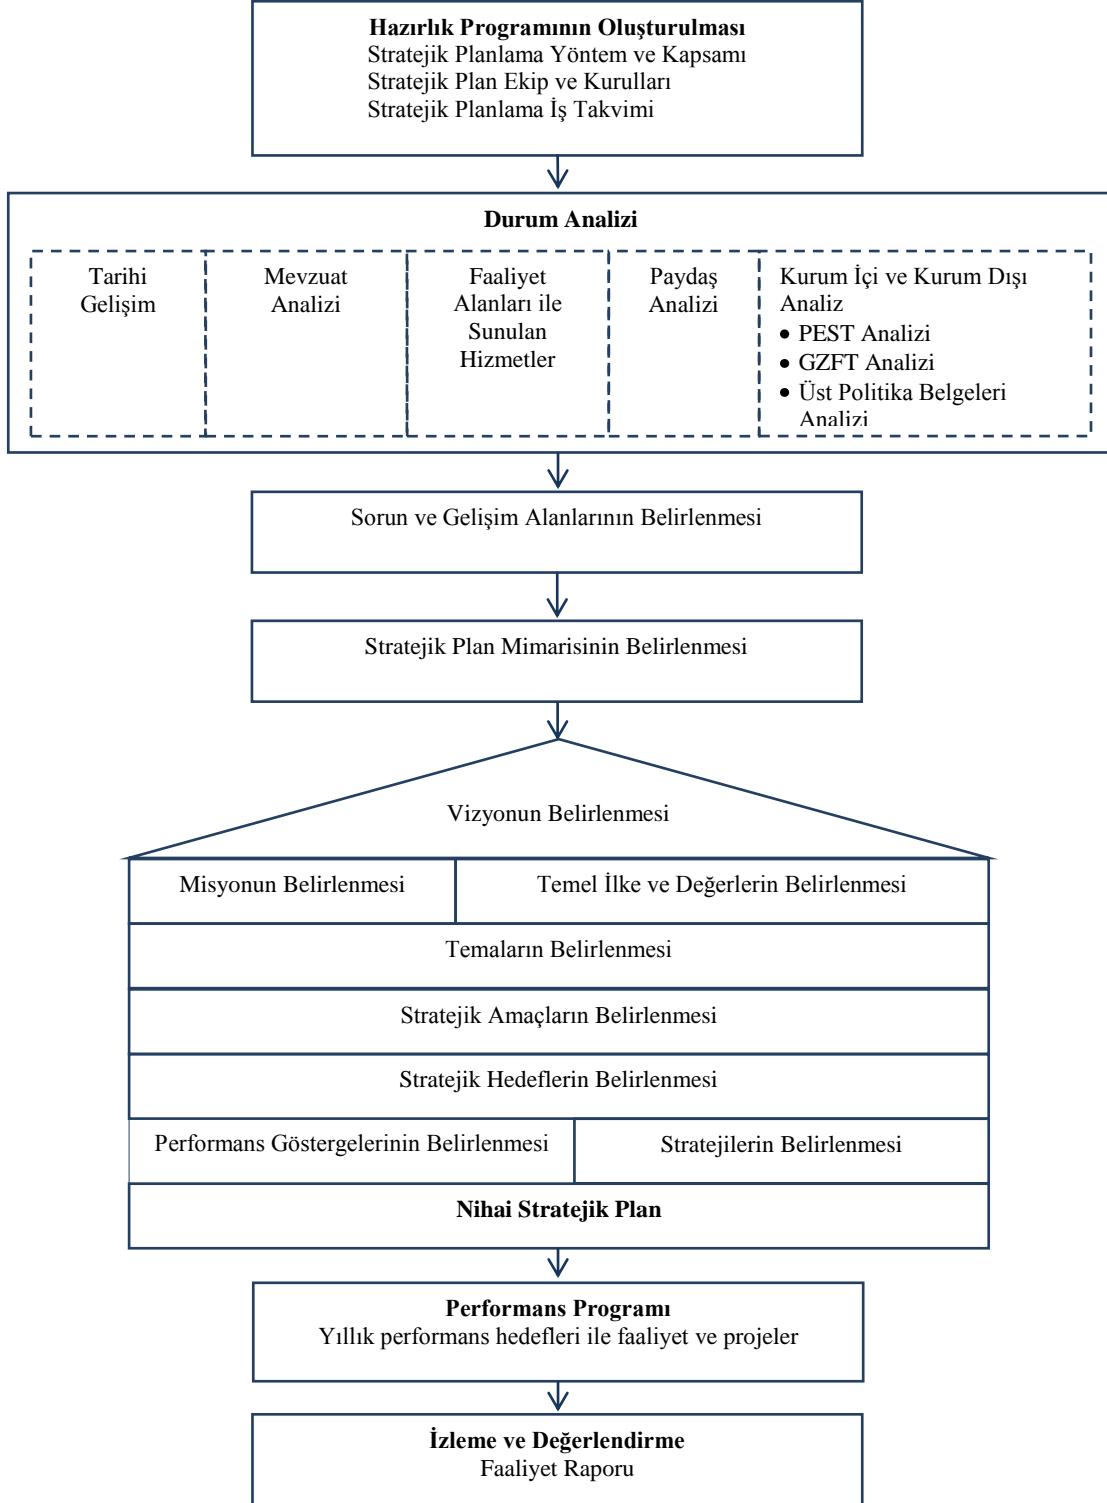 Hazırlık Programının Oluşturulması
Stratejik Planlama Yöntem ve Kapsamı
Stratejik Plan Ekip ve Kurulları
Stratejik Planlama İş Takvimi
Durum Analizi
Tarihi
Gelişim
Mevzuat
Analizi
Faaliyet
Alanları ile
Sunulan
Hizmetler
Paydaş
Analizi
Kurum İçi ve Kurum Dışı
Analiz
• PEST Analizi
• GZFT Analizi
• Üst Politika Belgeleri
Analizi
Sorun ve Gelişim Alanlarının Belirlenmesi
Stratejik Plan Mimarisinin Belirlenmesi
Vizyonun Belirlenmesi
Misyonun Belirlenmesi
Temel İlke ve Değerlerin Belirlenmesi
Temaların Belirlenmesi
Stratejik Amaçların Belirlenmesi
Stratejik Hedeflerin Belirlenmesi
Performans Göstergelerinin Belirlenmesi
Stratejilerin Belirlenmesi
Nihai Stratejik Plan
Performans Programı
Yıllık performans hedefleri ile faaliyet ve projeler
İzleme ve Değerlendirme
Faaliyet Raporu